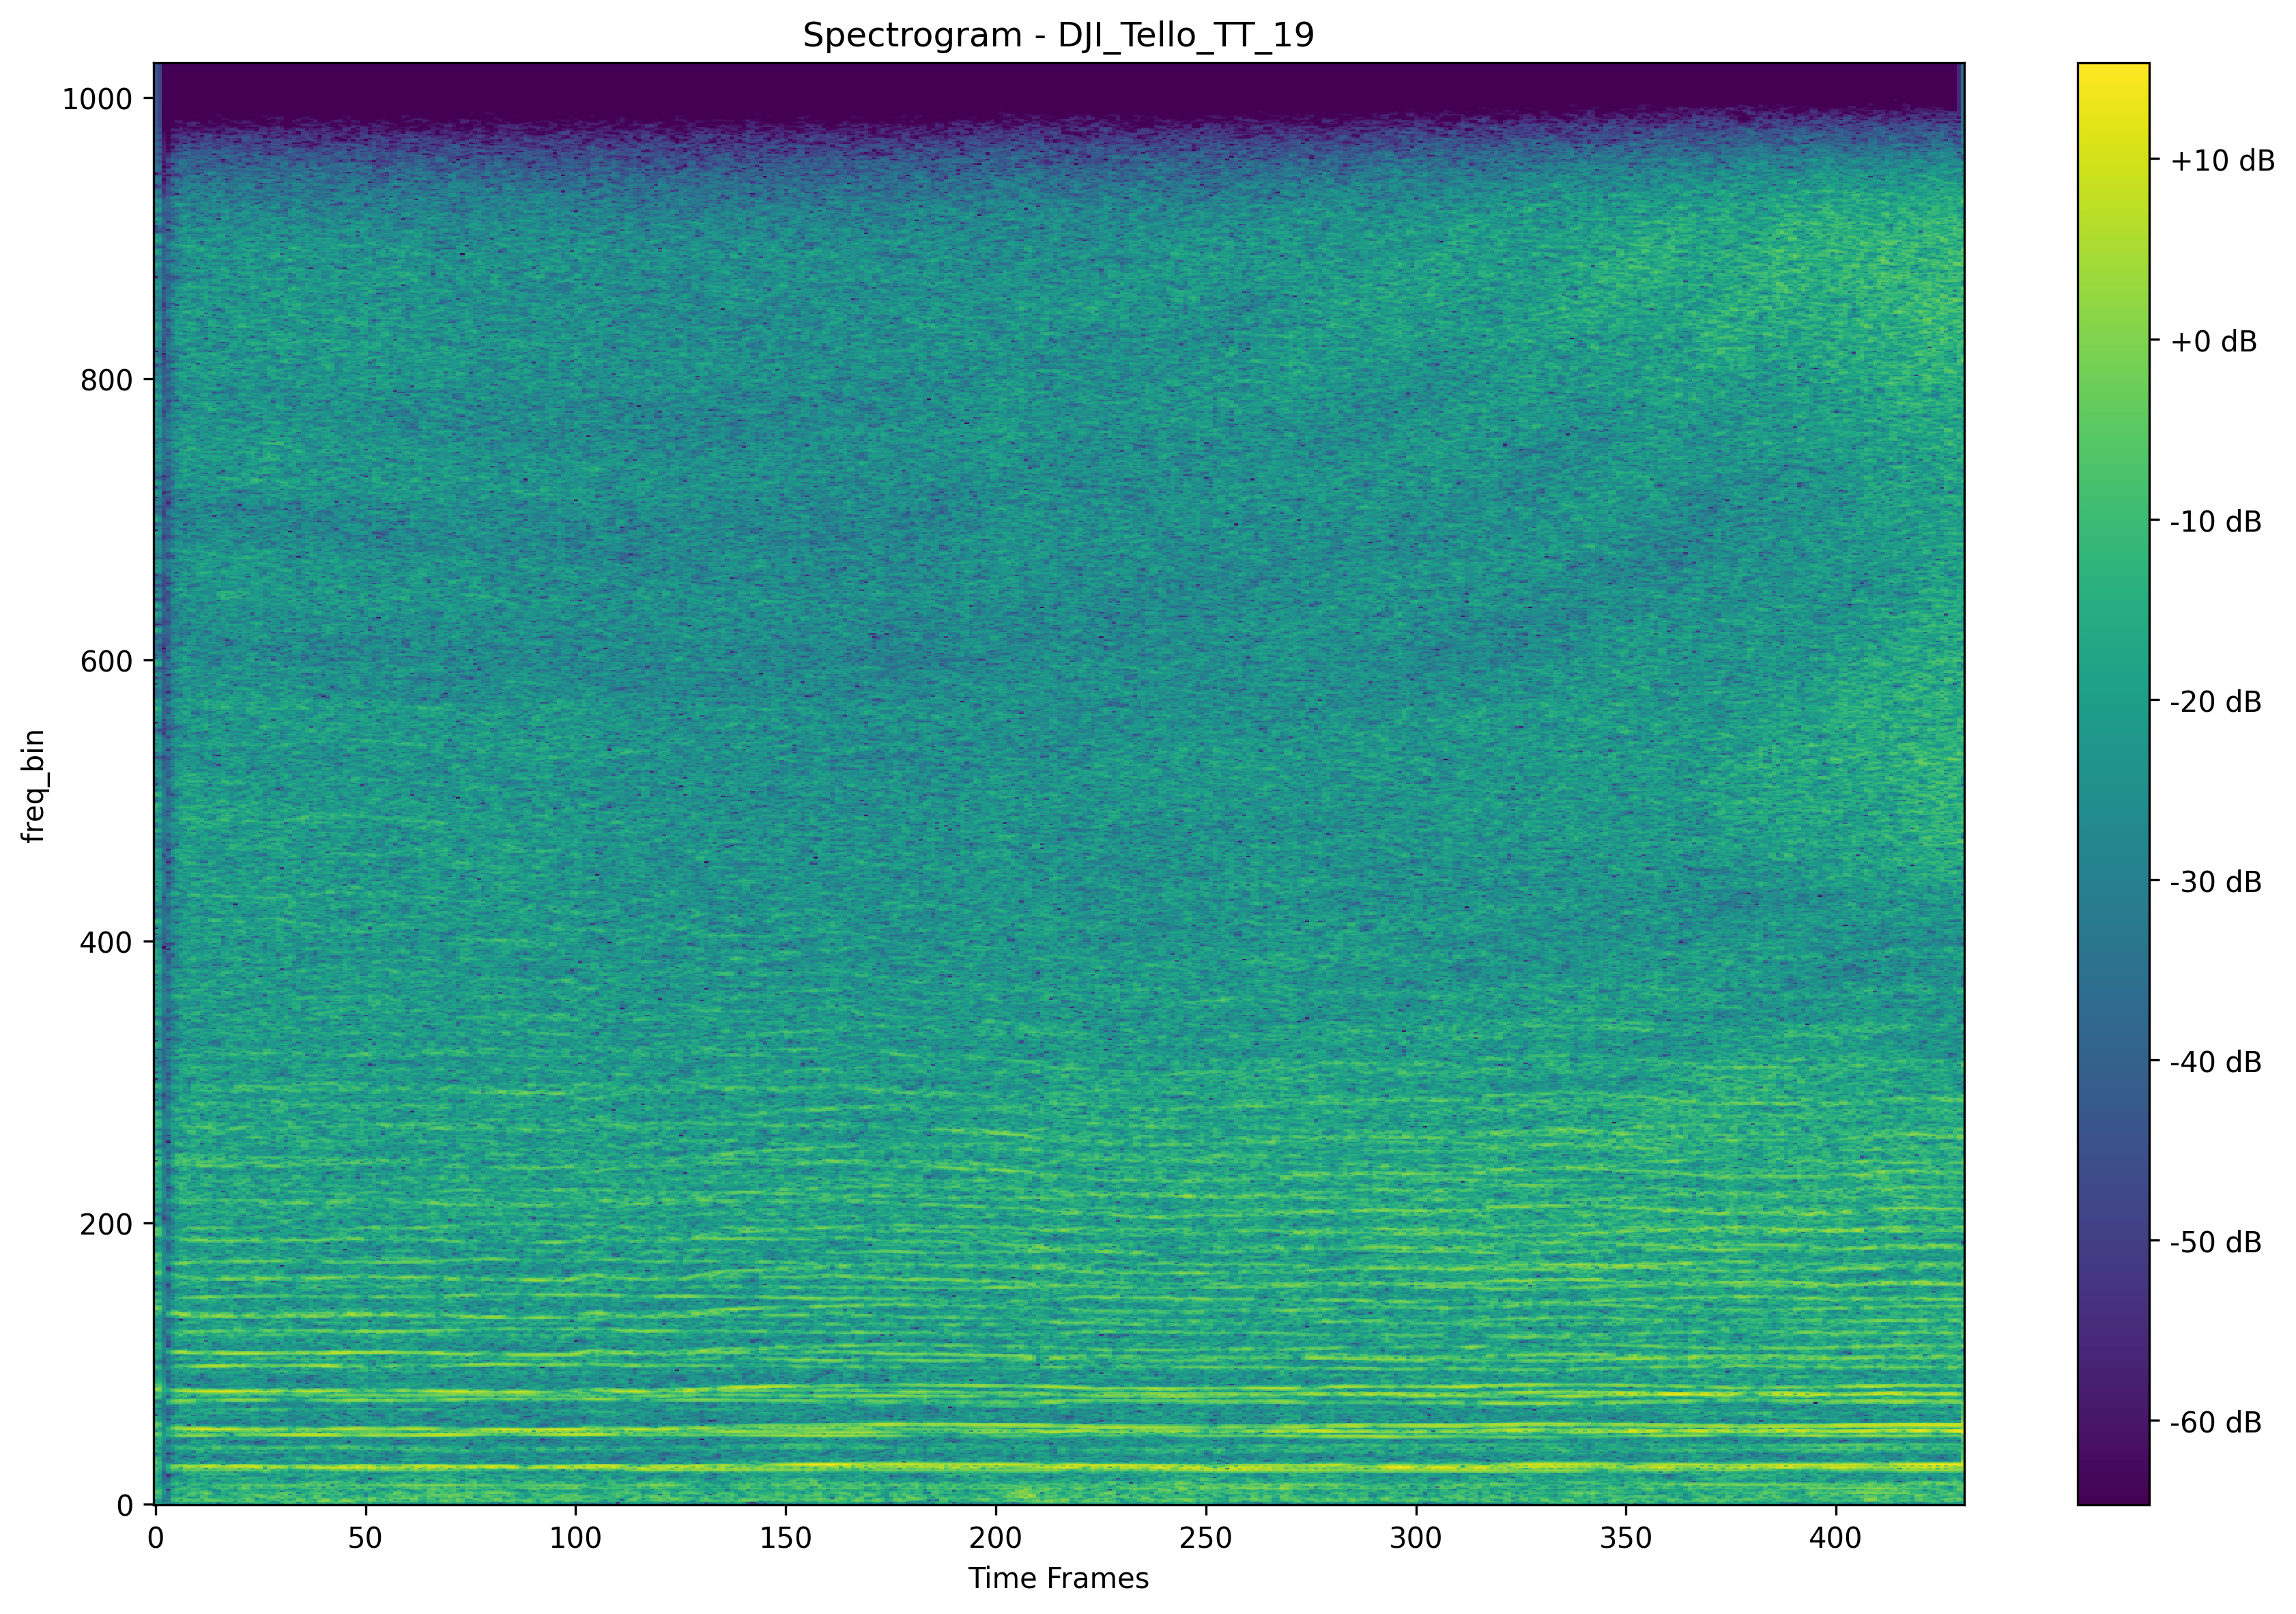 Spectrogram - DJI_Tello_TT_19
1000
800
600
400
200
0
freq_bin
0 50 100 150 200 250 300 350 400
Time Frames
+10 dB
+0 dB
-10 dB
-20 dB
-30 dB
-40 dB
-50 dB
-60 dB